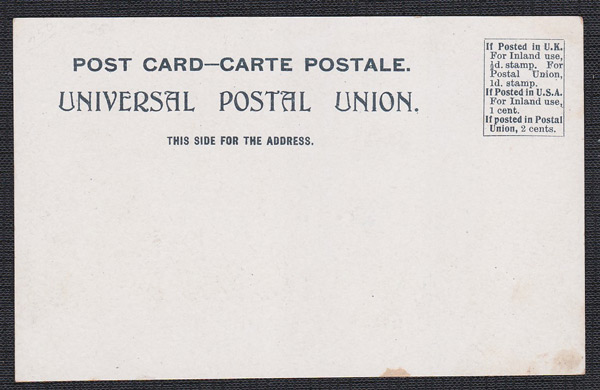 POST CARD—CARTE POSTALE.
UNIVERSAL POSTAL UNION.
THIS SIDE FOR THE ADDRESS.
If Posted in U.K.
For Inland use,
½d. stamp. For
Postal Union,
1d. stamp.
If Posted in U.S.A.
For Inland use,
1 cent.
If posted in Postal
Union, 2 cents.